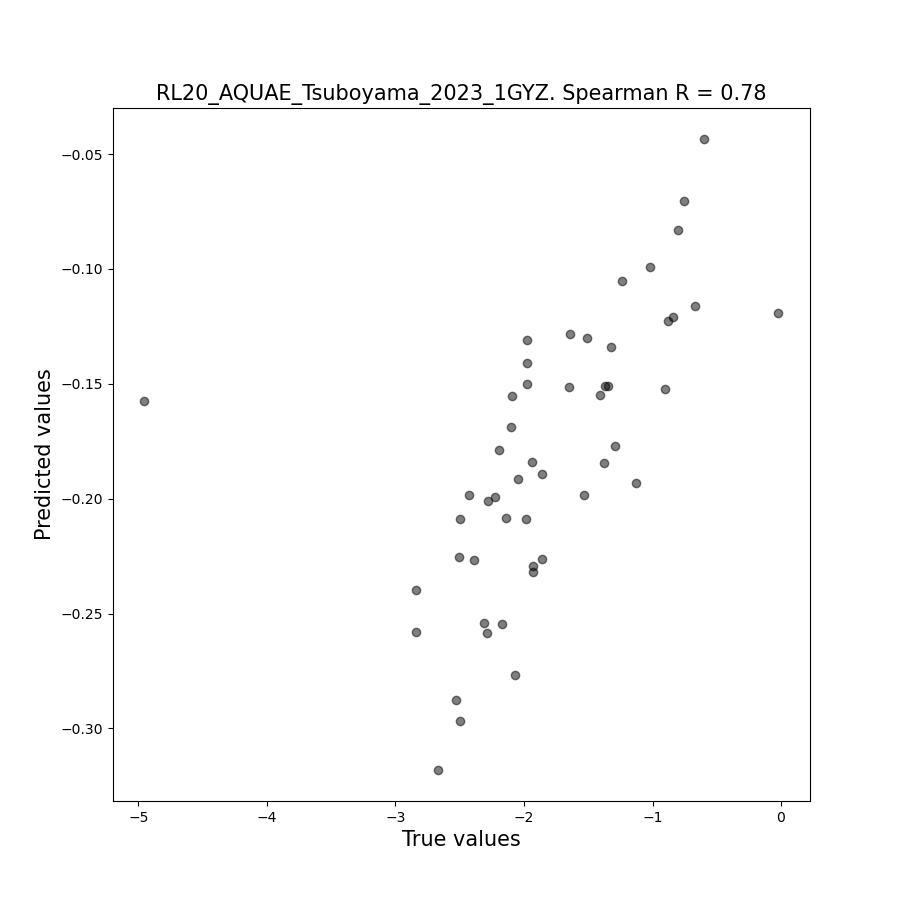 RL20_AQUAE_Tsuboyama_2023_1GYZ. Spearman R = 0.78
Predicted values
−0.05
−0.10
−0.15
−0.20
−0.25
−0.30
−5 −4 −3 −2 −1 0
True values